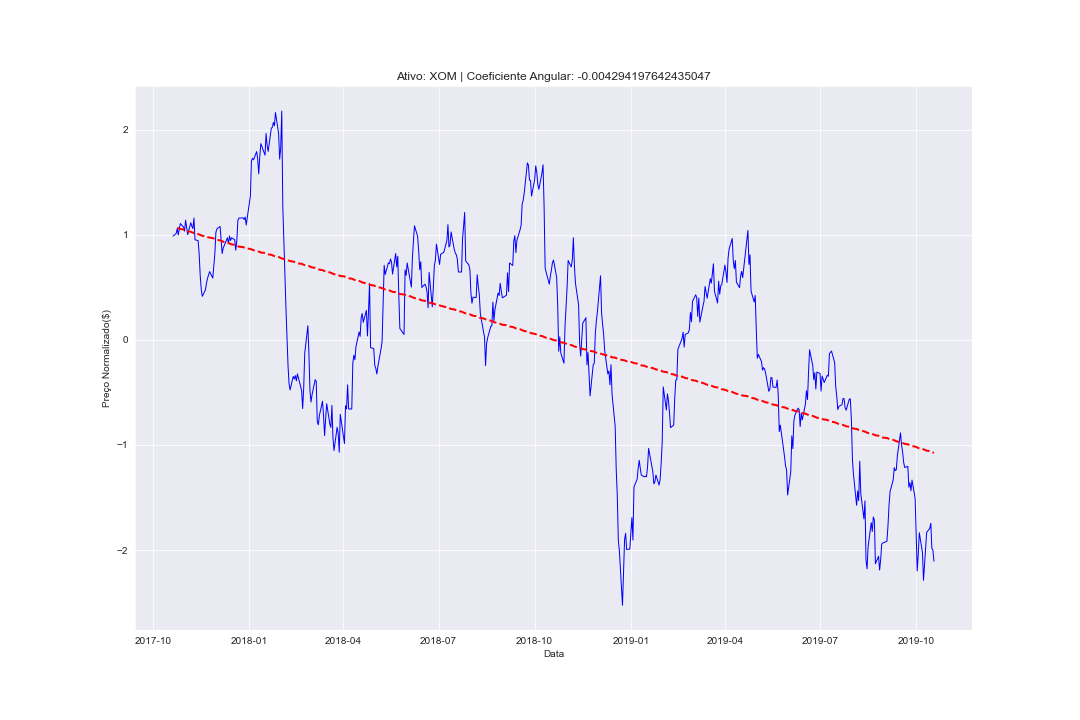 Ativo: XOM | Coeficiente Angular: -0.004294197642435047
Preço Normalizado($)
2
1
0
−1
−2
2017-10 2018-01 2018-04 2018-07 2018-10 2019-01 2019-04 2019-07 2019-10
Data